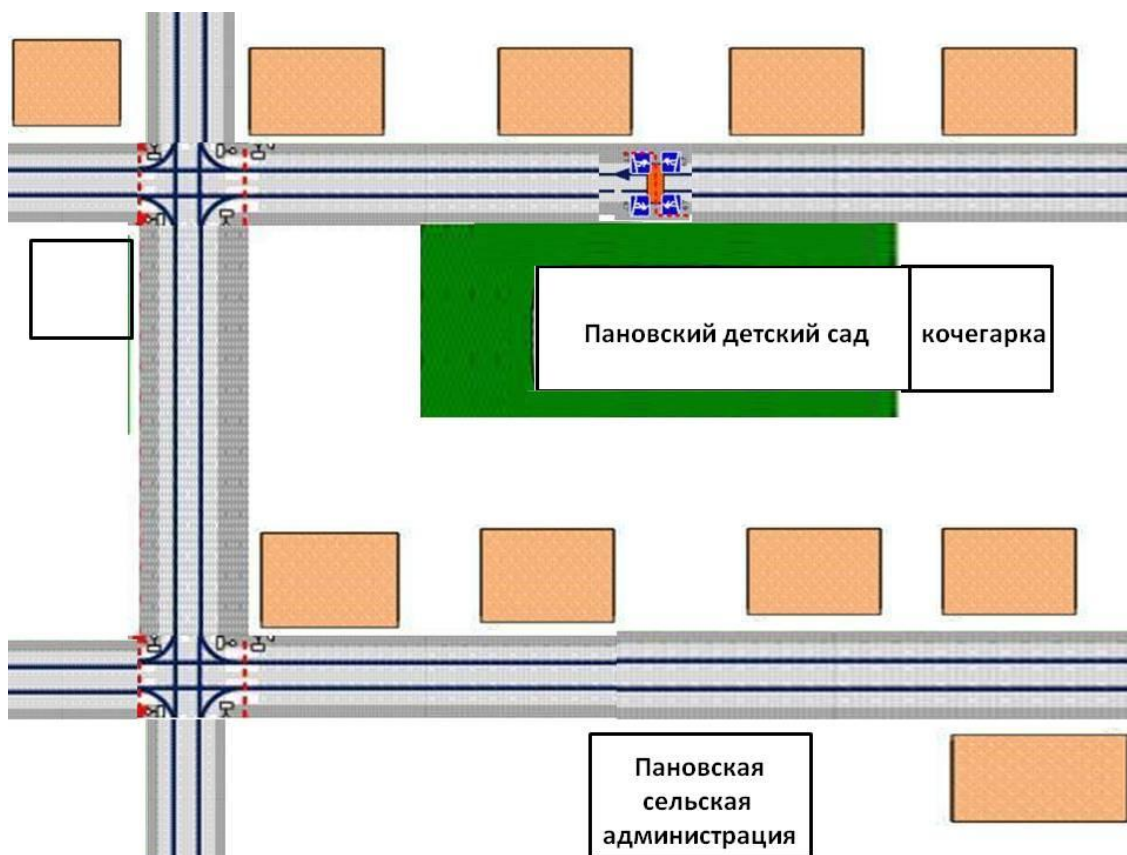 Пановский детский сад
кочегарка
Пановская
сельская
администрация